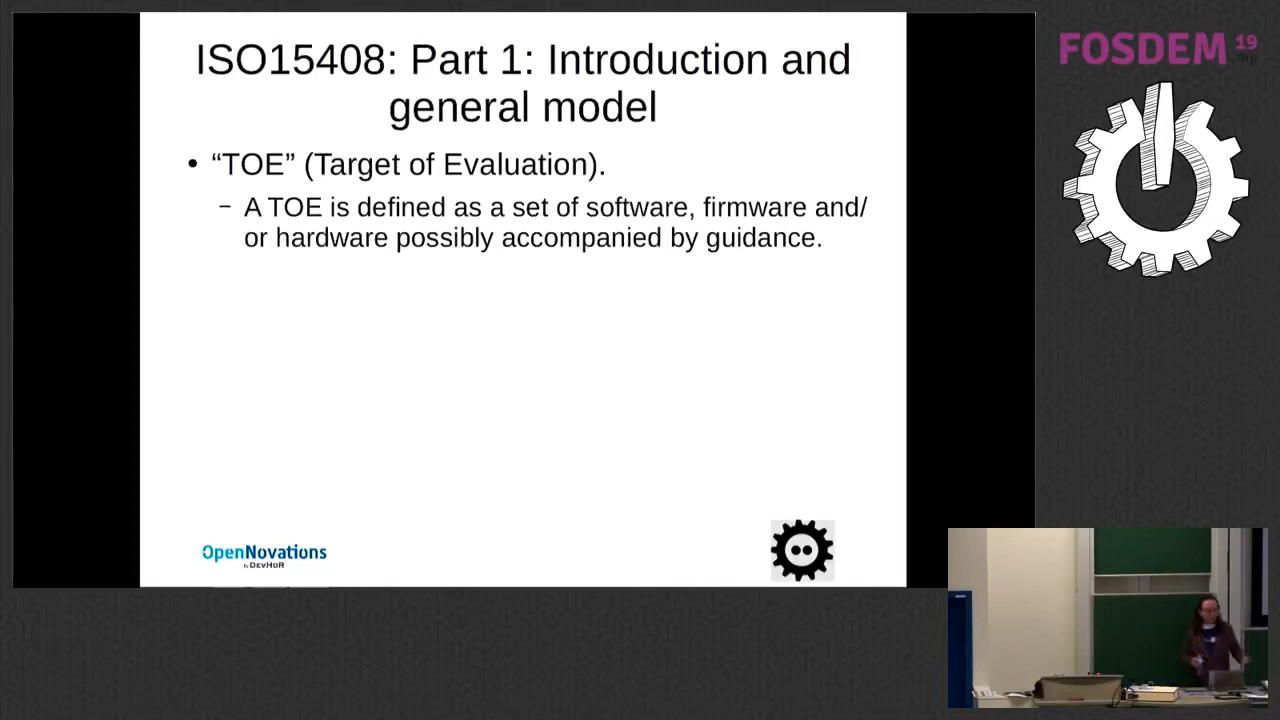 ISO15408: Part 1: Introduction and
general model
• “TOE” (Target of Evaluation).
– A TOE is defined as a set of software, firmware and/
or hardware possibly accompanied by guidance.
OpenNovations
by DEVHDR
FOSDEM 19
.org